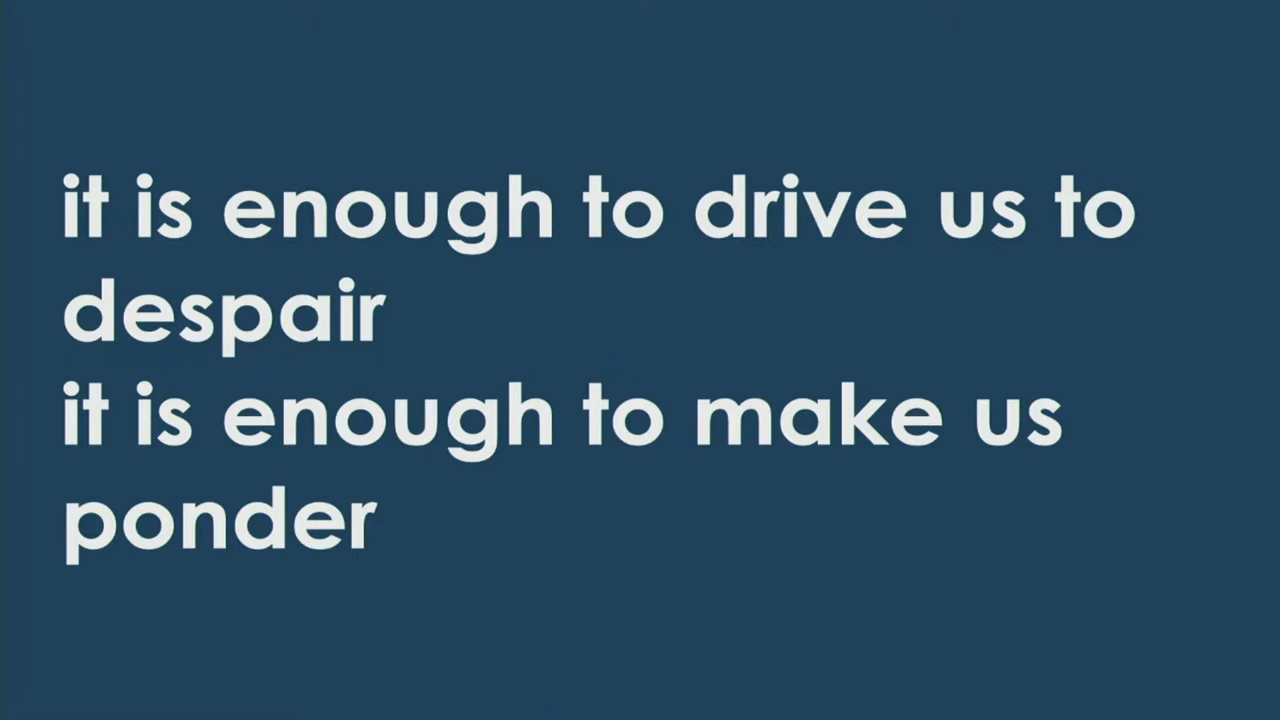 it is enough to drive us to
despair
it is enough to make us
ponder